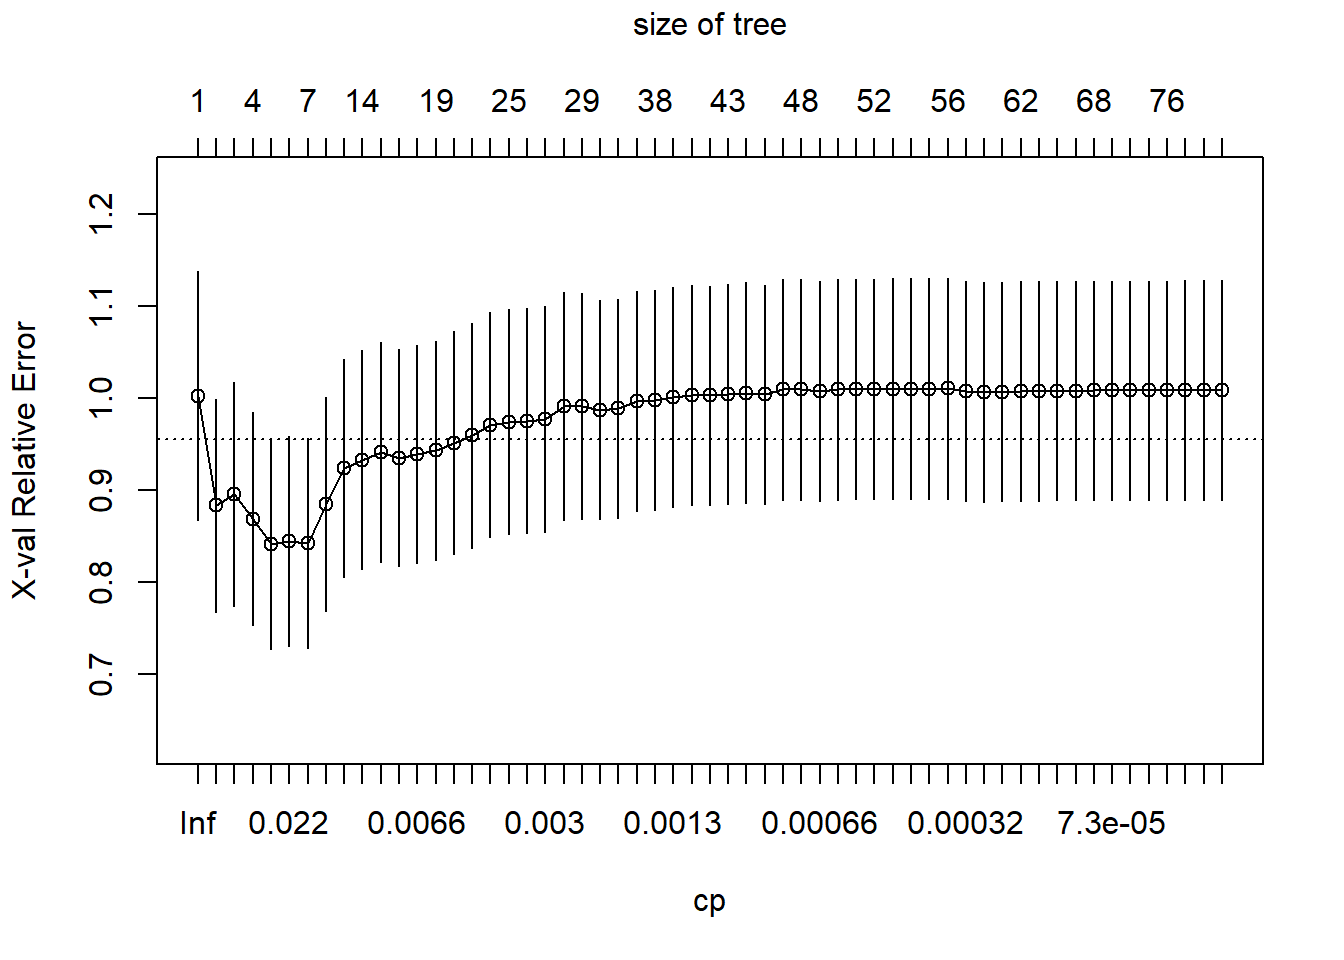 size of tree
1 4 7 14 19 25 29 38 43 48 52 56 62 68 76
X-val Relative Error
1.2
1.1
1.0
0.9
0.8
0.7
Inf 0.022 0.0066 0.003 0.0013 0.00066 0.00032 7.3e-05
cp